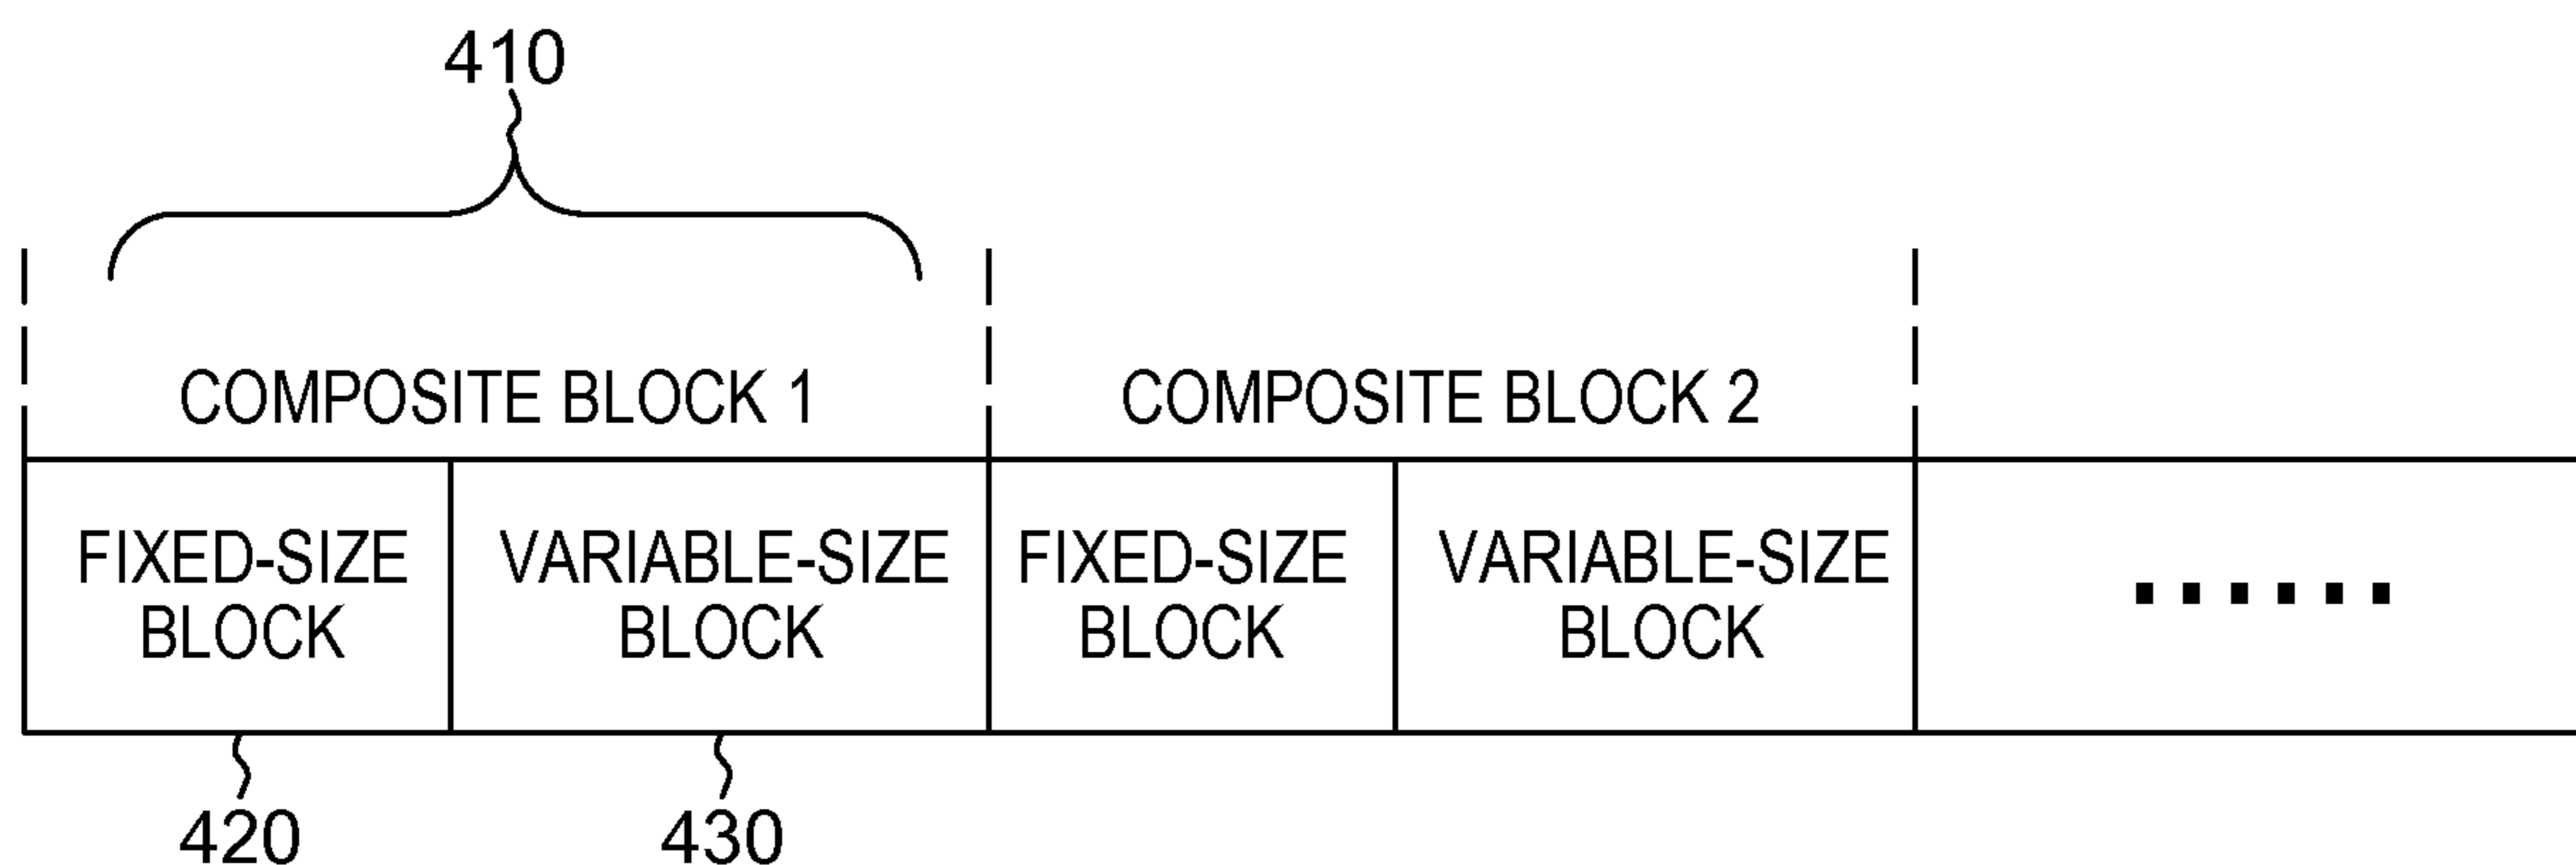 410
COMPOSITE BLOCK 1
COMPOSITE BLOCK 2
FIXED-SIZE
BLOCK
VARIABLE-SIZE
BLOCK
FIXED-SIZE
BLOCK
VARIABLE-SIZE
BLOCK
420
430